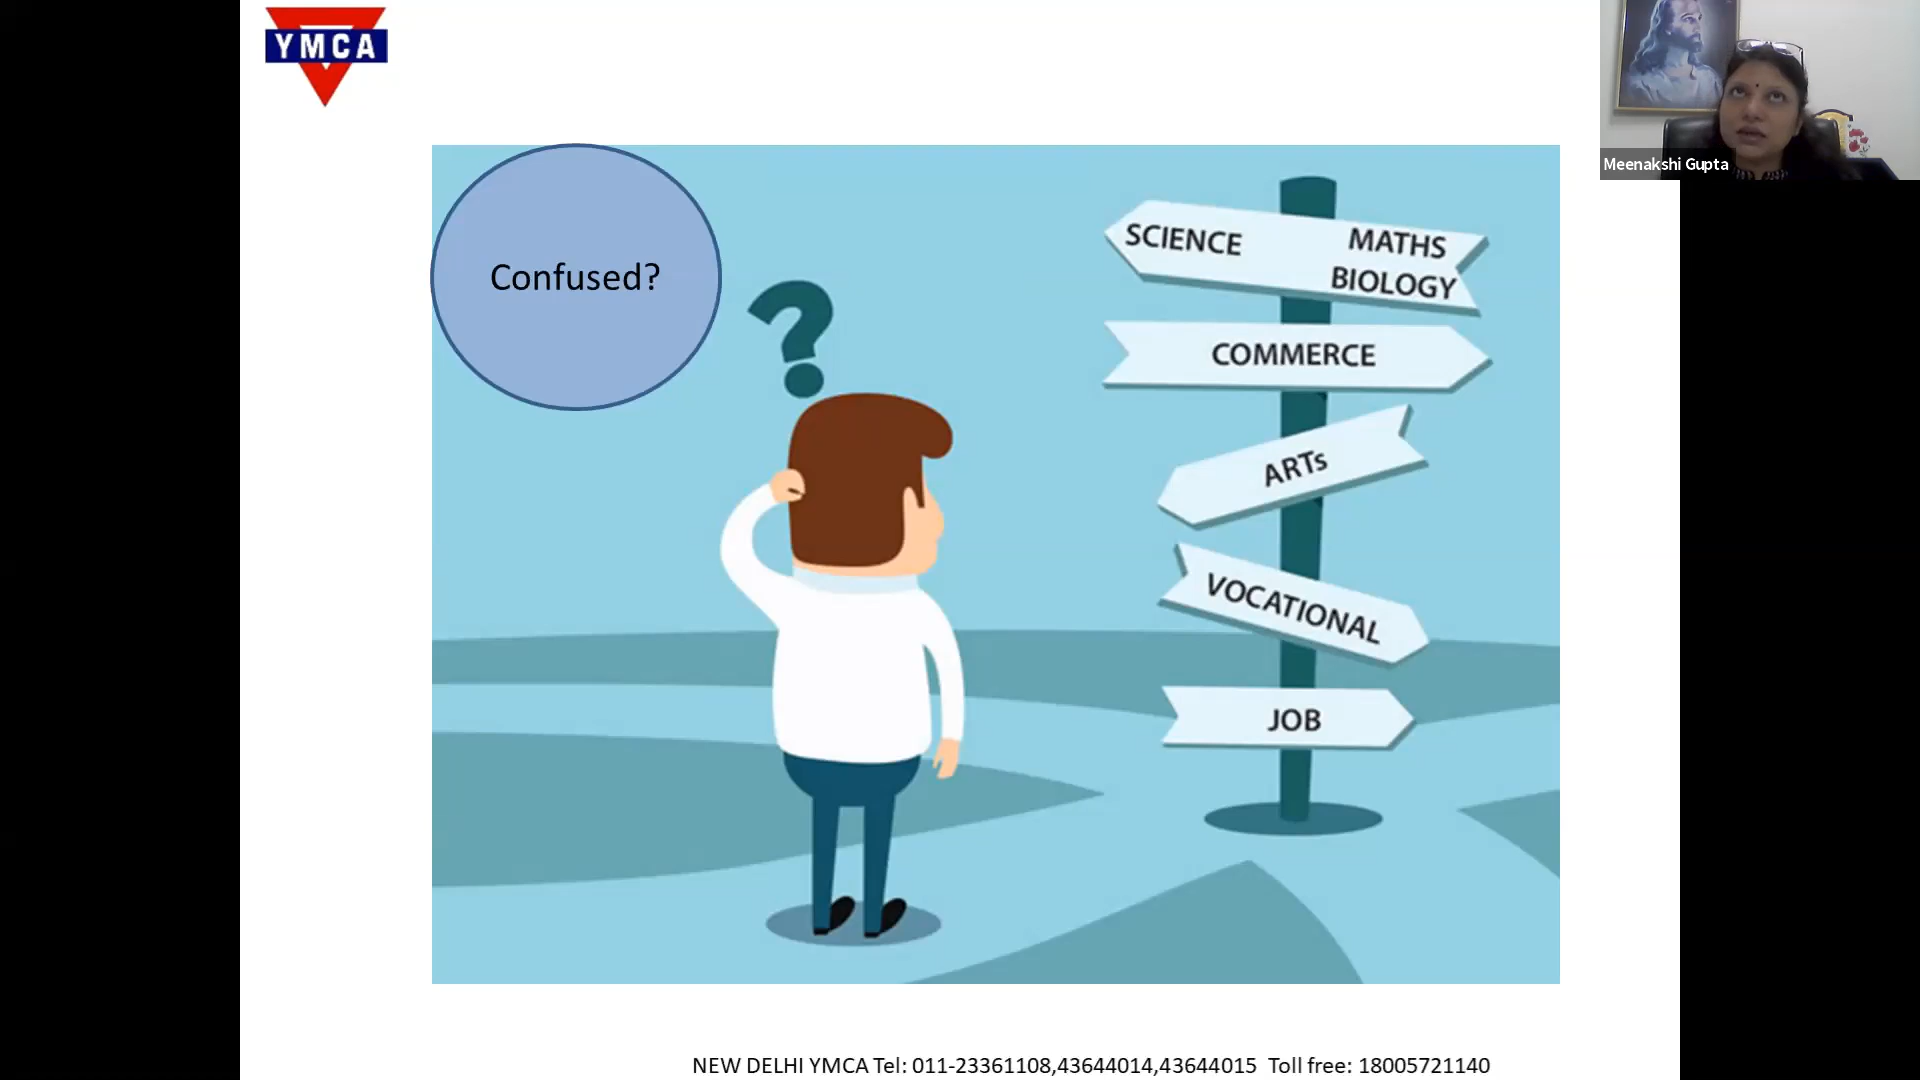 YMCA
Meenakshi Gupta
Confused?
?
SCIENCE MATHS
BIOLOGY
COMMERCE
ARTs
VOCATIONAL
JOB
NEW DELHI YMCA Tel: 011-23361108,43644014,43644015 Toll free: 18005721140